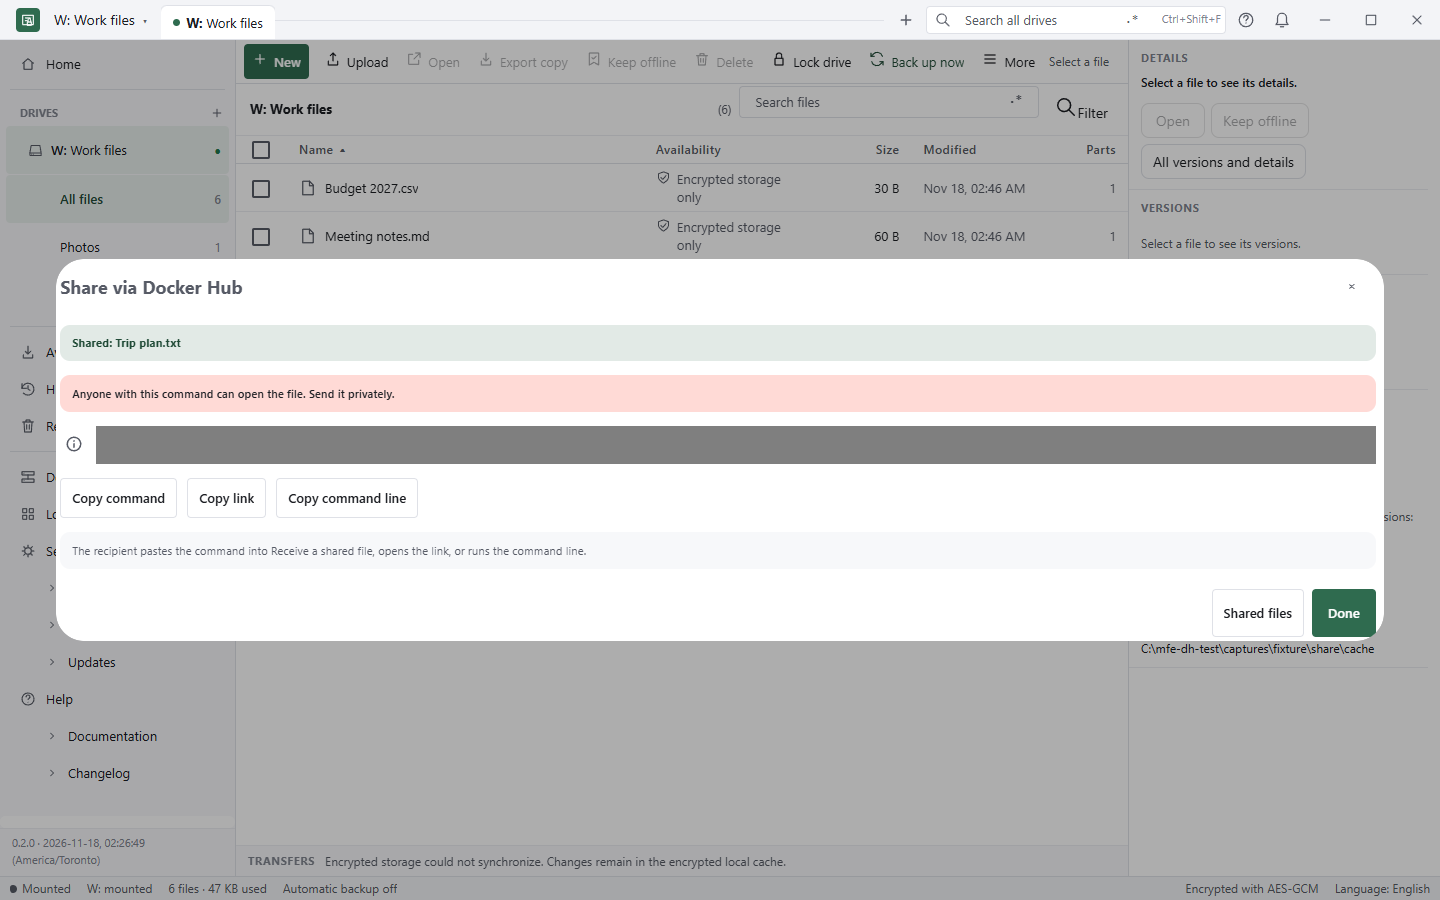 W: Work files
W: Work files
Search all drives
.*
Ctrl+Shift+F
Home
DRIVES
W: Work files
All files
6
Photos
1
Updates
Help
Documentation
Changelog
0.2.0 · 2026-11-18, 02:26:49
(America/Toronto)
New
Upload
Open
Export copy
Keep offline
Delete
Lock drive
Back up now
More
Select a file
W: Work files
(6)
Search files
.*
Filter
Name
Availability
Size
Modified
Parts
Budget 2027.csv
Encrypted storage
only
30 B
Nov 18, 02:46 AM
1
Meeting notes.md
Encrypted storage
only
60 B
Nov 18, 02:46 AM
1
DETAILS
Select a file to see its details.
Open
Keep offline
All versions and details
VERSIONS
Select a file to see its versions.
Share via Docker Hub
Shared: Trip plan.txt
Anyone with this command can open the file. Send it privately.
Copy command
Copy link
Copy command line
The recipient pastes the command into Receive a shared file, opens the link, or runs the command line.
Shared files
Done
C:\mfe-dh-test\captures\fixture\share\cache
TRANSFERS
Encrypted storage could not synchronize. Changes remain in the encrypted local cache.
Mounted
W: mounted
6 files · 47 KB used
Automatic backup off
Encrypted with AES-GCM
Language: English